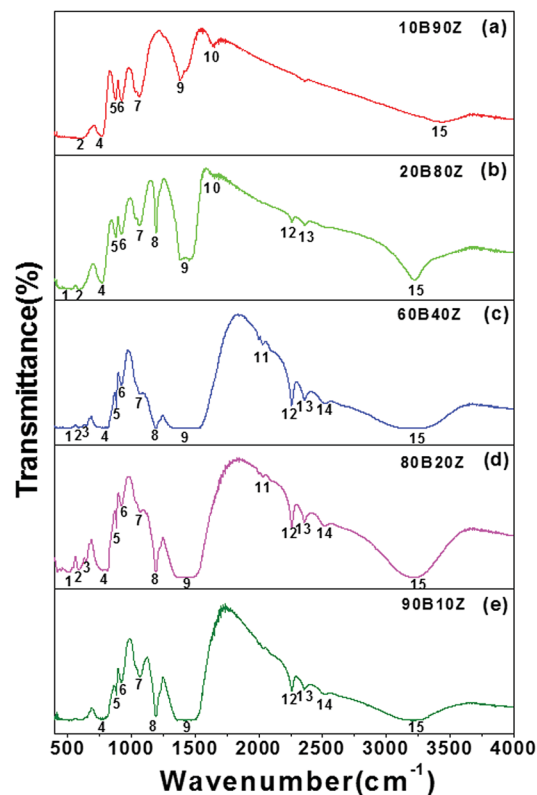 10B90Z (a)
2 4 5 6 7 9 10 15
20B80Z (b)
1 2 4 5 6 7 8 9 10 12 13 15
60B40Z (c)
1 2 3 4 5 6 7 8 9 11 12 13 14 15
80B20Z (d)
1 2 3 4 5 6 7 8 9 11 12 13 14 15
90B10Z (e)
4 5 6 7 8 9 12 13 14 15
Transmittance(%)
500 1000 1500 2000 2500 3000 3500 4000
Wavenumber(cm⁻¹)